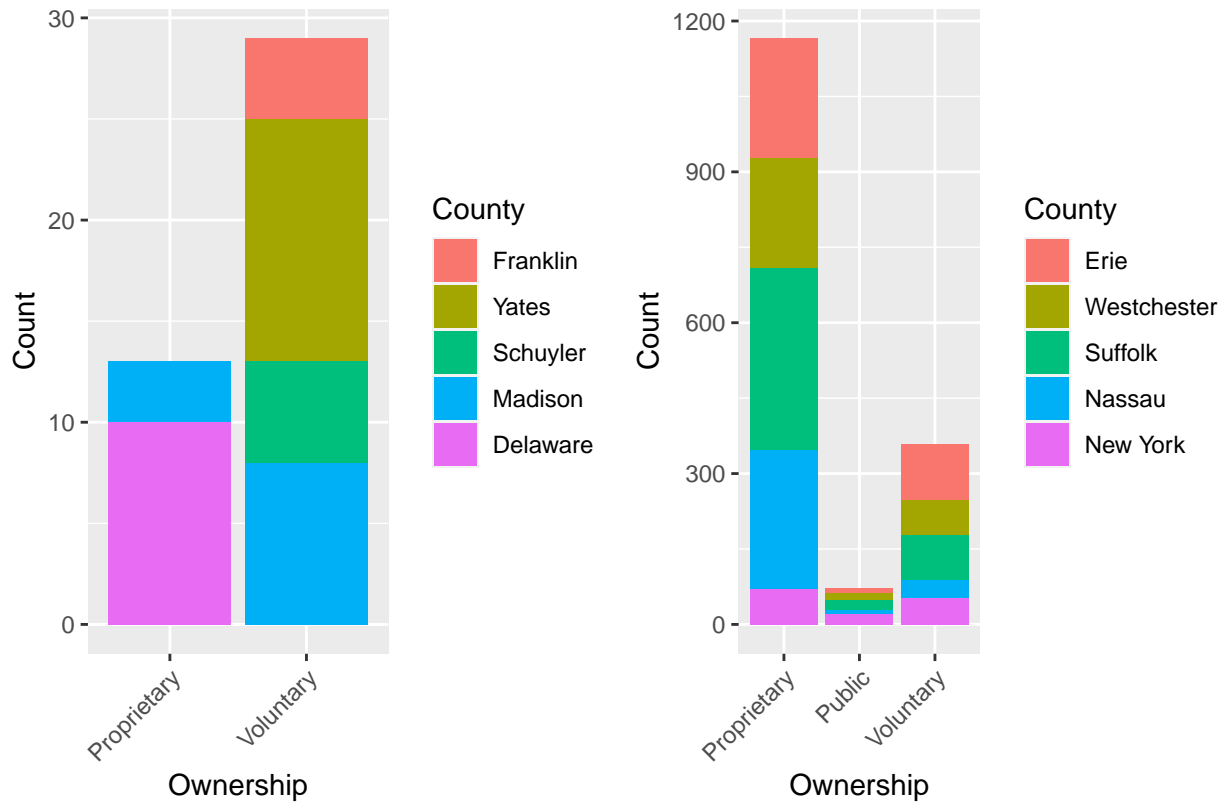 30
20
10
0
Count
Proprietary
Voluntary
Ownership
County
Franklin
Yates
Schuyler
Madison
Delaware
1200
900
600
300
0
Count
Proprietary
Public
Voluntary
Ownership
County
Erie
Westchester
Suffolk
Nassau
New York